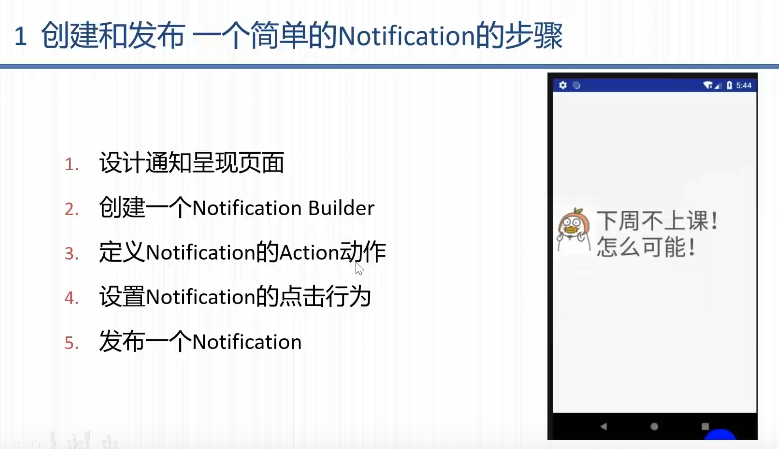 1 创建和发布 一个简单的Notification的步骤
5:44
1. 设计通知呈现页面
2. 创建一个Notification Builder
3. 定义Notification的Action动作
4. 设置Notification的点击行为
5. 发布一个Notification
下周不上课！
怎么可能！